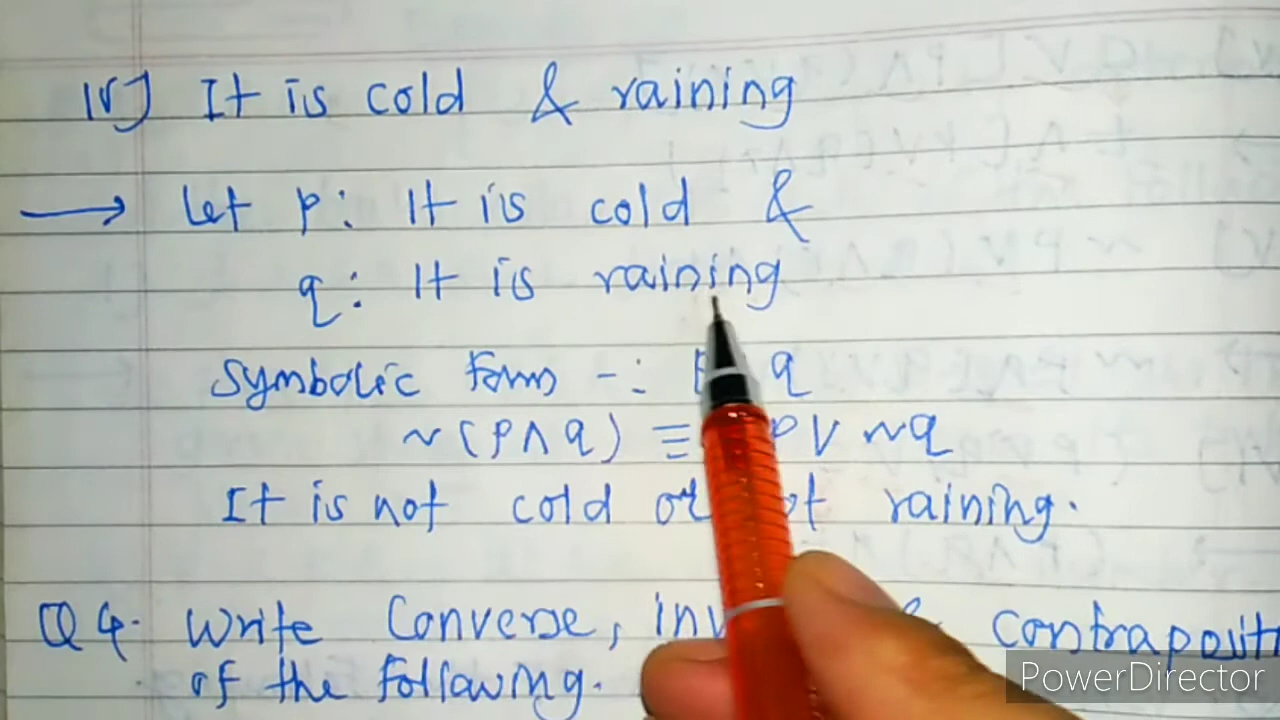 IV] It is cold & raining
→ Let p: It is cold &
q: It is raining
Symbolic Form -: q
~(p∧q) ≡ p∨ ~q
It is not cold or raining.
Q4. Write Converse, &
of the following.
PowerDirector